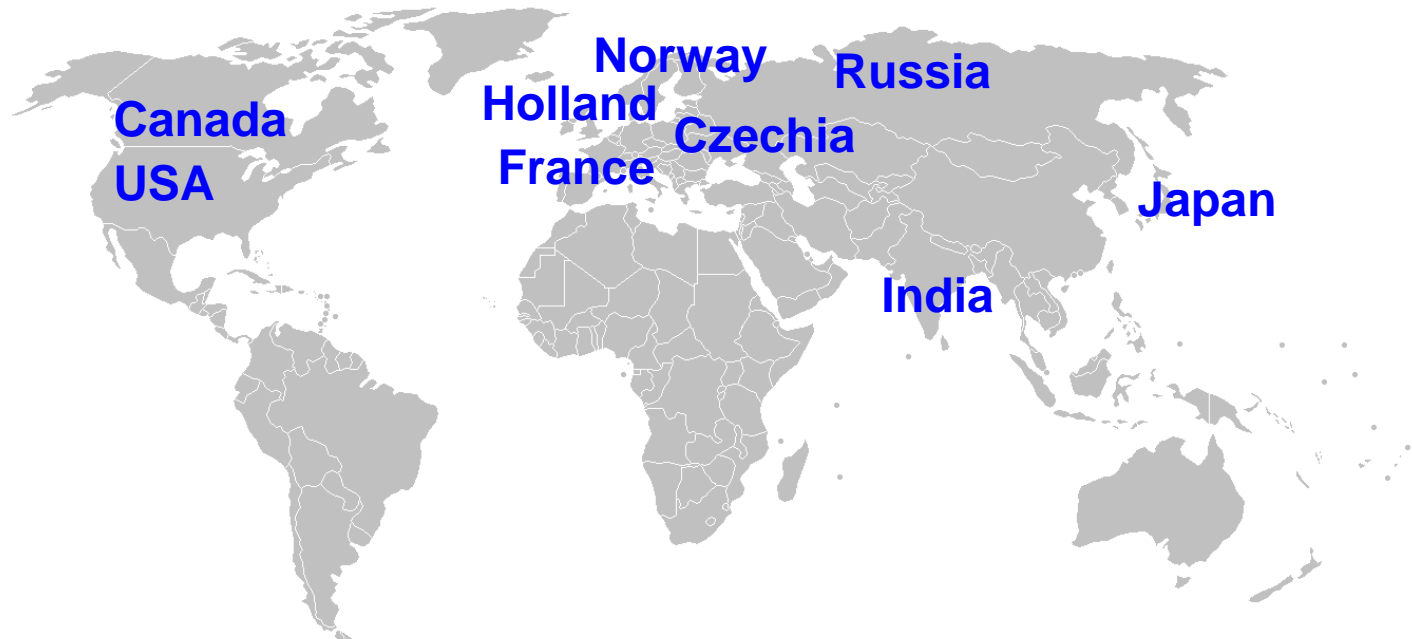 Norway
Russia
Holland
Canada
Czechia
France
USA
Japan
India